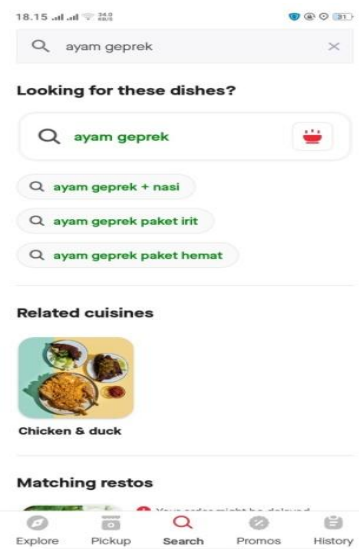 18.15
ayam geprek
Looking for these dishes?
ayam geprek
ayam geprek + nasi
ayam geprek paket irit
ayam geprek paket hemat
Related cuisines
Chicken & duck
Matching restos
Your order might be delayed
Explore Pickup Search Promos History